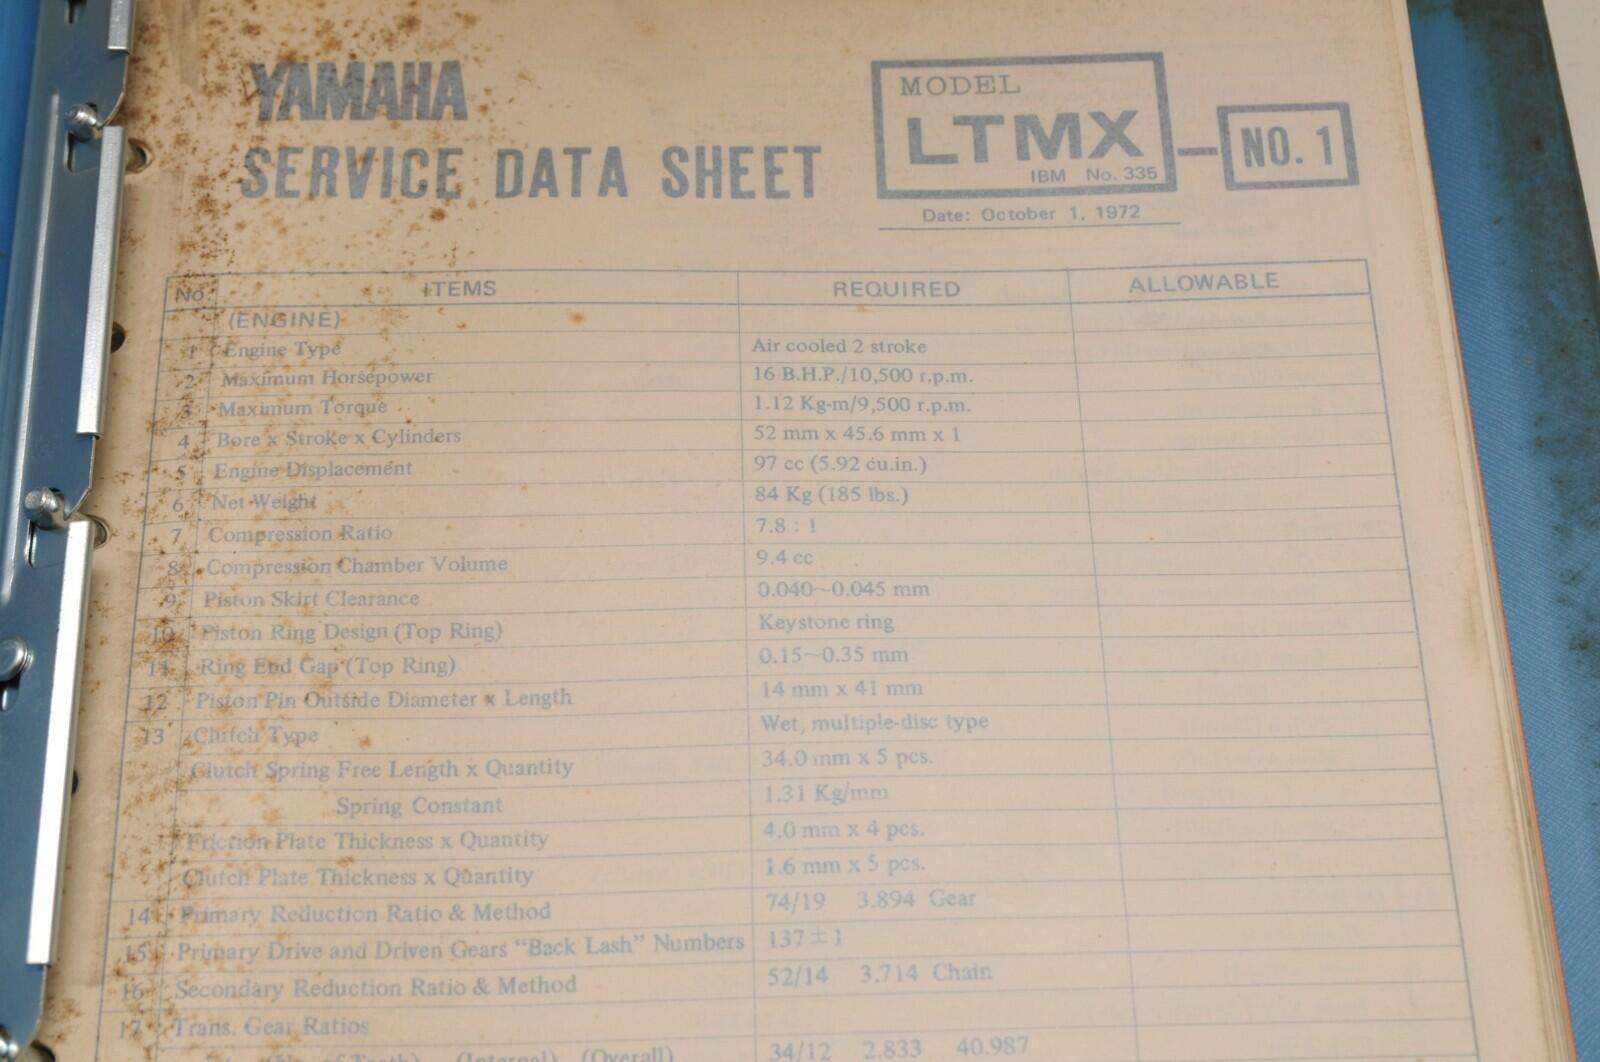 YAMAHA
SERVICE DATA SHEET
MODEL
LTMX
IBM No. 335
NO. 1
Date: October 1, 1972
No. ITEMS REQUIRED ALLOWABLE
(ENGINE)
1 Engine Type Air cooled 2 stroke
2 Maximum Horsepower 16 B.H.P./10,500 r.p.m.
3 Maximum Torque 1.12 Kg-m/9,500 r.p.m.
4 Bore x Stroke x Cylinders 52 mm x 45.6 mm x 1
5 Engine Displacement 97 cc (5.92 cu.in.)
6 Net Weight 84 Kg (185 lbs.)
7 Compression Ratio 7.8 : 1
8 Compression Chamber Volume 9.4 cc
9 Piston Skirt Clearance 0.040~0.045 mm
10 Piston Ring Design (Top Ring) Keystone ring
11 Ring End Gap (Top Ring) 0.15~0.35 mm
12 Piston Pin Outside Diameter x Length 14 mm x 41 mm
13 Clutch Type Wet, multiple-disc type
Clutch Spring Free Length x Quantity 34.0 mm x 5 pcs.
Spring Constant 1.31 Kg/mm
Friction Plate Thickness x Quantity 4.0 mm x 4 pcs.
Clutch Plate Thickness x Quantity 1.6 mm x 5 pcs.
14 Primary Reduction Ratio & Method 74/19 3.894 Gear
15 Primary Drive and Driven Gears "Back Lash" Numbers 137 ± 1
16 Secondary Reduction Ratio & Method 52/14 3.714 Chain
17 Trans. Gear Ratios
(No. of Teeth) (Internal) (Overall) 34/12 2.833 40.987